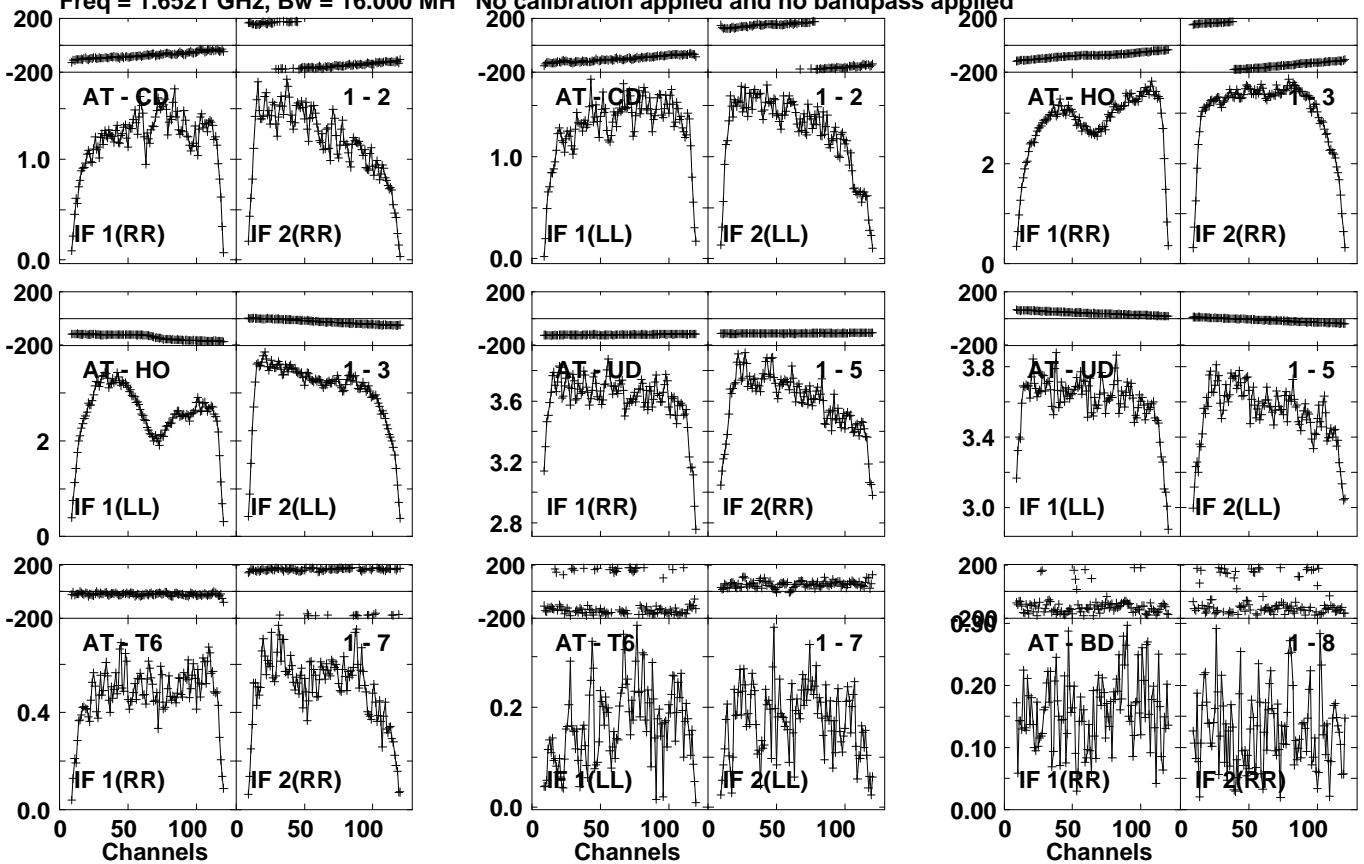 Freq = 1.6521 GHz, Bw = 16.000 MH No calibration applied and no bandpass applied
200 200 200
-200 -200 -200
AT - CD 1 - 2 AT - CD 1 - 2 AT - HO 1 - 3
1.0 1.0 2
IF 1(RR) IF 2(RR) IF 1(LL) IF 2(LL) IF 1(RR) IF 2(RR)
0.0 0.0 0
200 200 200
-200 -200 -200
AT - HO 1 - 3 AT - UD 1 - 5 3.8 AT - UD 1 - 5
3.6
2 3.4
3.2
IF 1(LL) IF 2(LL) IF 1(RR) IF 2(RR) 3.0 IF 1(LL) IF 2(LL)
0 2.8
200 200 200
-200 -200 -200
0.30
AT - T6 1 - 7 AT - T6 1 - 7 AT - BD 1 - 8
0.4 0.2 0.20
0.10
IF 1(RR) IF 2(RR) IF 1(LL) IF 2(LL) IF 1(RR) IF 2(RR)
0.0 0.0 0.00
0 50 100 0 50 100 0 50 100 0 50 100 0 50 100 0 50 100
Channels Channels Channels